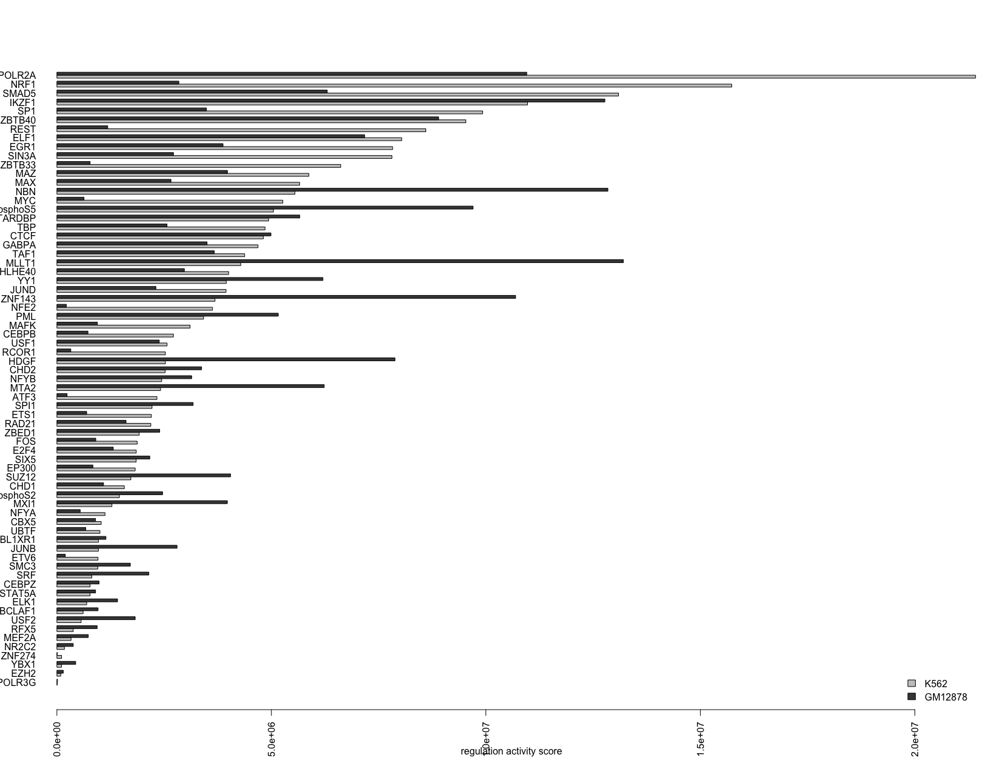 POLR2A
NRF1
SMAD5
IKZF1
SP1
ZBTB40
REST
ELF1
EGR1
SIN3A
ZBTB33
MAZ
MAX
NBN
MYC
osphoS5
TARDBP
TBP
CTCF
GABPA
TAF1
MLLT1
HLHE40
YY1
JUND
ZNF143
NFE2
PML
MAFK
CEBPB
USF1
RCOR1
HDGF
CHD2
NFYB
MTA2
ATF3
SPI1
ETS1
RAD21
ZBED1
FOS
E2F4
SIX5
EP300
SUZ12
CHD1
osphoS2
MXI1
NFYA
CBX5
UBTF
BL1XR1
JUNB
ETV6
SMC3
SRF
CEBPZ
STAT5A
ELK1
BCLAF1
USF2
RFX5
MEF2A
NR2C2
ZNF274
YBX1
EZH2
POLR3G
K562
GM12878
0.0e+00
5.0e+06
1.0e+07
1.5e+07
2.0e+07
regulation activity score